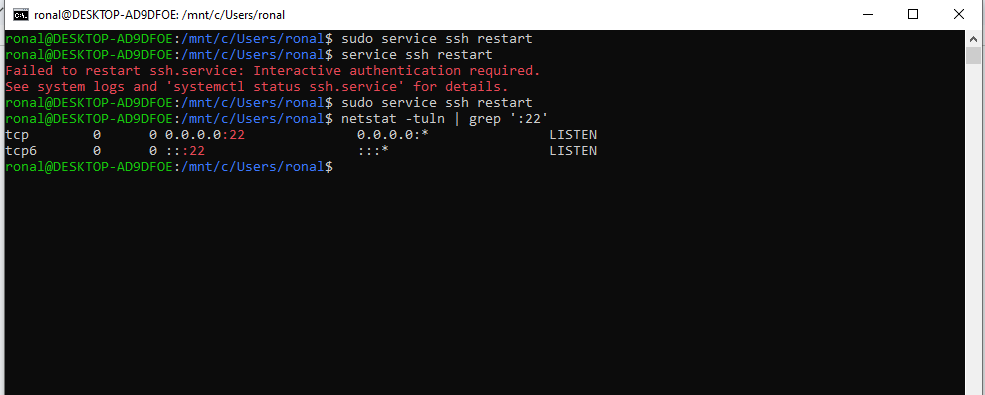 ronal@DESKTOP-AD9DFOE: /mnt/c/Users/ronal
ronal@DESKTOP-AD9DFOE:/mnt/c/Users/ronal$ sudo service ssh restart
ronal@DESKTOP-AD9DFOE:/mnt/c/Users/ronal$ service ssh restart
Failed to restart ssh.service: Interactive authentication required.
See system logs and 'systemctl status ssh.service' for details.
ronal@DESKTOP-AD9DFOE:/mnt/c/Users/ronal$ sudo service ssh restart
ronal@DESKTOP-AD9DFOE:/mnt/c/Users/ronal$ netstat -tuln | grep ':22'
tcp        0      0 0.0.0.0:22              0.0.0.0:*               LISTEN
tcp6       0      0 :::22                   :::*                    LISTEN
ronal@DESKTOP-AD9DFOE:/mnt/c/Users/ronal$